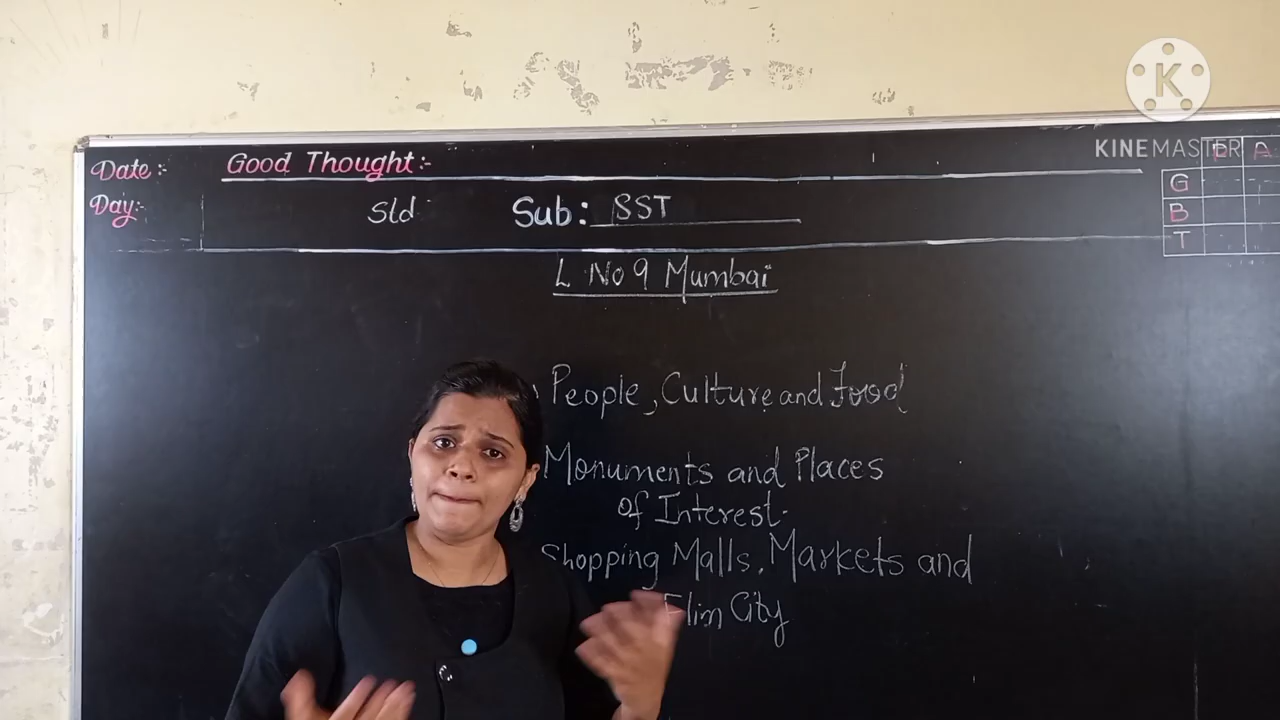 Date:-
Good Thought:-
Day:-
Std
Sub: SST
G
B
T
L No 9 Mumbai
People, Culture and Food
Monuments and Places
of Interest.
Shopping Malls, Markets and
City
K
KINEMASTER